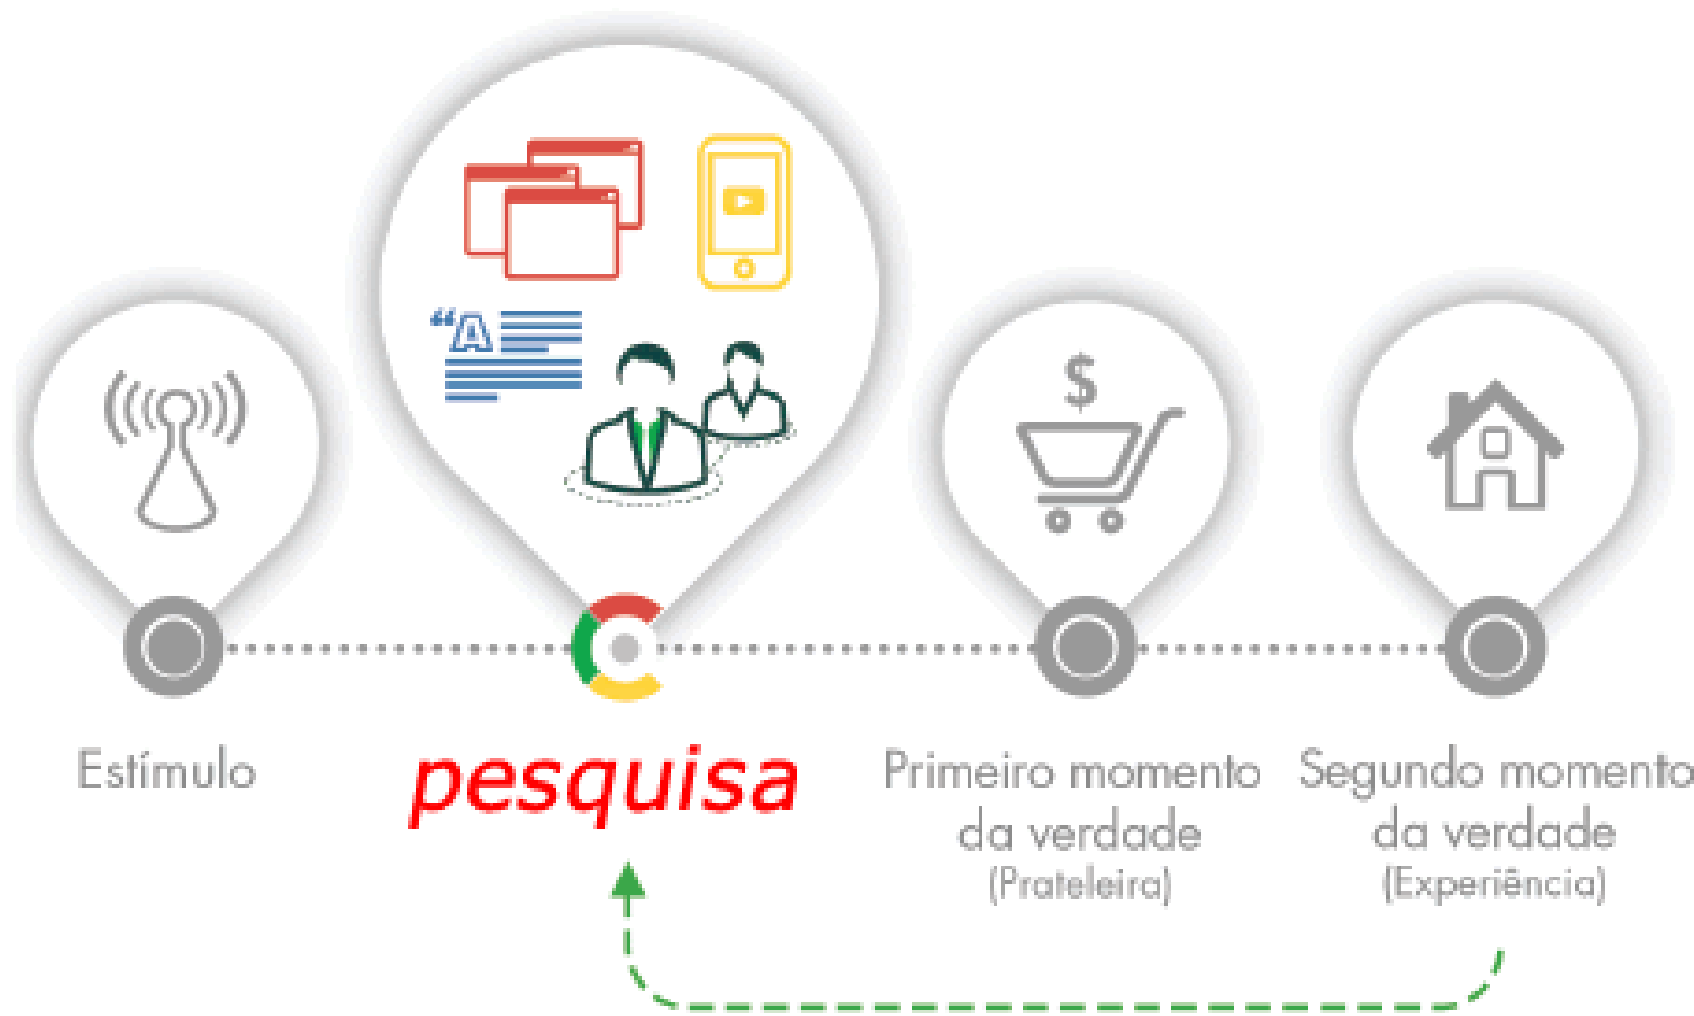 “A
$
Estímulo
pesquisa
Primeiro momento
da verdade
(Prateleira)
Segundo momento
da verdade
(Experiência)